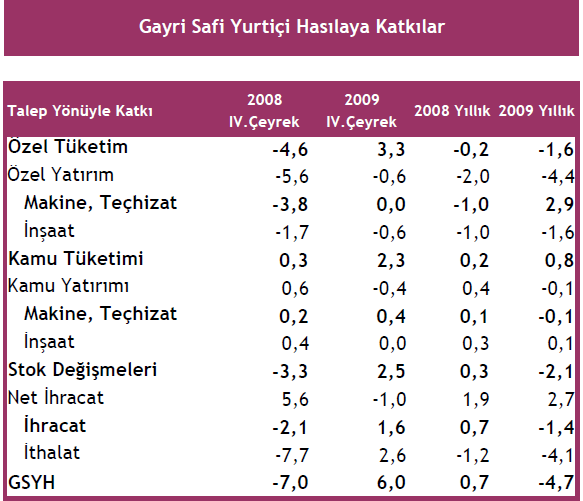 Gayri Safi Yurtiçi Hasılaya Katkılar
Talep Yönüyle Katkı 2008 IV.Çeyrek 2009 IV.Çeyrek 2008 Yıllık 2009 Yıllık
Özel Tüketim -4,6 3,3 -0,2 -1,6
Özel Yatırım -5,6 -0,6 -2,0 -4,4
Makine, Teçhizat -3,8 0,0 -1,0 2,9
İnşaat -1,7 -0,6 -1,0 -1,6
Kamu Tüketimi 0,3 2,3 0,2 0,8
Kamu Yatırımı 0,6 -0,4 0,4 -0,1
Makine, Teçhizat 0,2 0,4 0,1 -0,1
İnşaat 0,4 0,0 0,3 0,1
Stok Değişmeleri -3,3 2,5 0,3 -2,1
Net İhracat 5,6 -1,0 1,9 2,7
İhracat -2,1 1,6 0,7 -1,4
İthalat -7,7 2,6 -1,2 -4,1
GSYH -7,0 6,0 0,7 -4,7